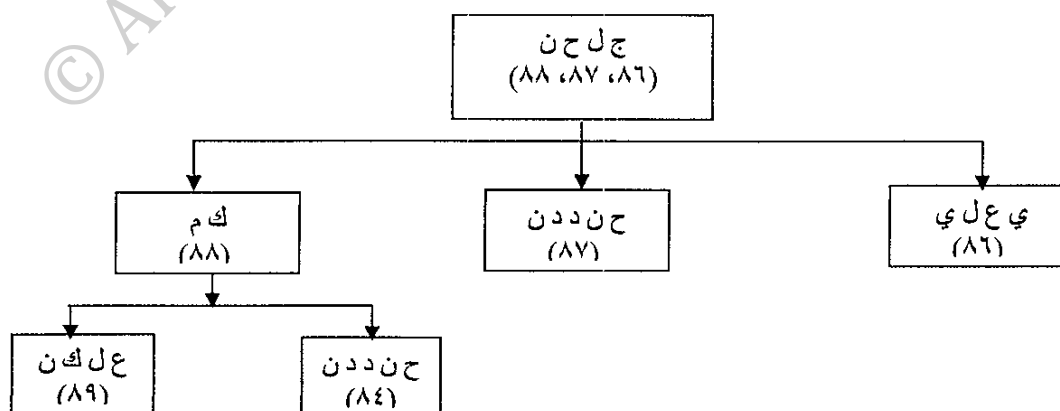 © A
ج ل ح ن
(٨٦، ٨٧، ٨٨)
ي ع ل ي
(٨٦)
ح ن د د ن
(٨٧)
ك م
(٨٨)
ح ن د د ن
(٨٤)
ع ل ك ن
(٨٩)